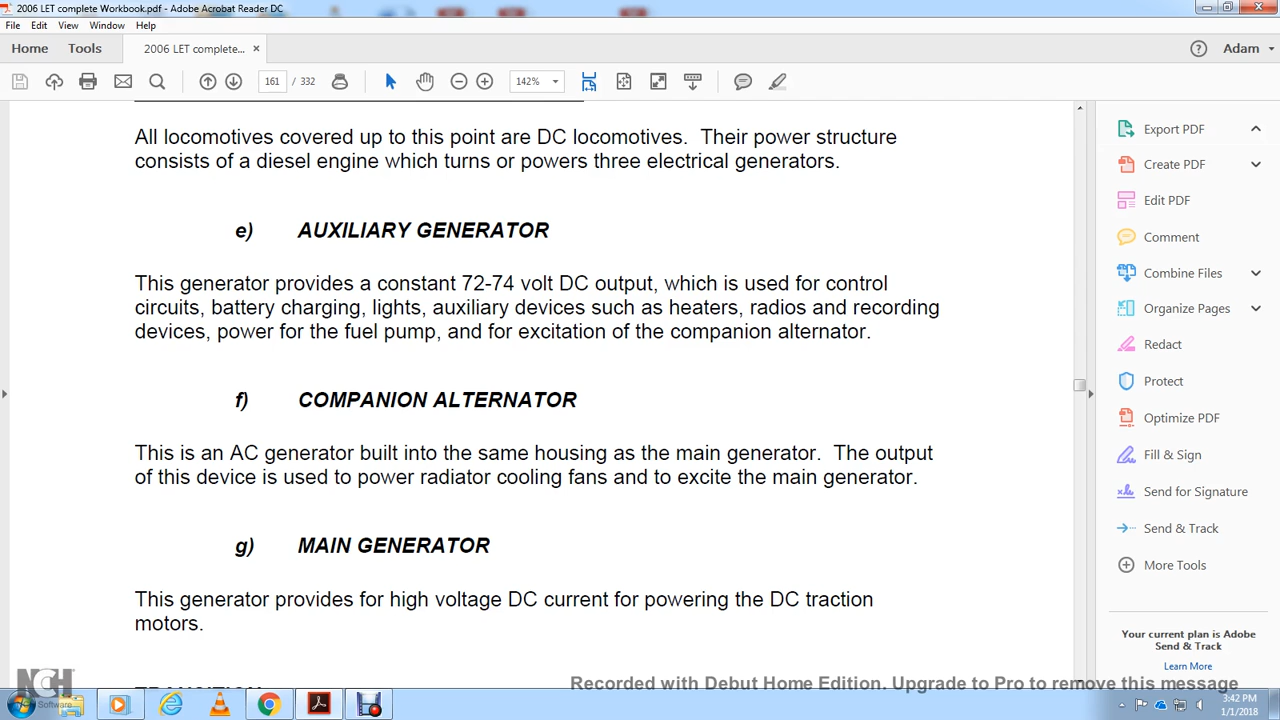 2006 LET complete Workbook.pdf - Adobe Acrobat Reader DC
File Edit View Window Help
Home Tools 2006 LET complete... × Adam
161 / 332 142%
All locomotives covered up to this point are DC locomotives. Their power structure
consists of a diesel engine which turns or powers three electrical generators.
e) AUXILIARY GENERATOR
This generator provides a constant 72-74 volt DC output, which is used for control
circuits, battery charging, lights, auxiliary devices such as heaters, radios and recording
devices, power for the fuel pump, and for excitation of the companion alternator.
f) COMPANION ALTERNATOR
This is an AC generator built into the same housing as the main generator. The output
of this device is used to power radiator cooling fans and to excite the main generator.
g) MAIN GENERATOR
This generator provides for high voltage DC current for powering the DC traction
motors.
Export PDF
Create PDF
Edit PDF
Comment
Combine Files
Organize Pages
Redact
Protect
Optimize PDF
Fill & Sign
Send for Signature
Send & Track
More Tools
Your current plan is Adobe
Send & Track
Learn More
NCH
Software
Recorded with Debut Home Edition. Upgrade to Pro to remove this message
3:42 PM
1/1/2018